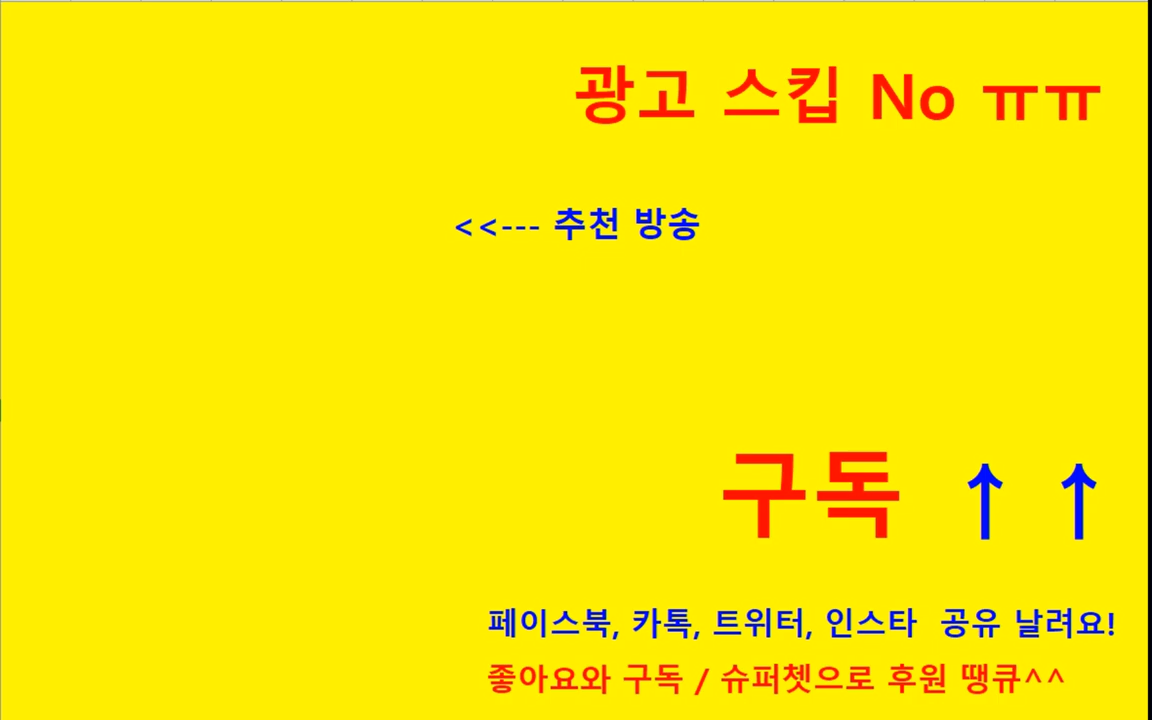 광고 스킵 No ㅠㅠ
<<--- 추천 방송
구독 ↑ ↑
페이스북, 카톡, 트위터, 인스타 공유 날려요!
좋아요와 구독 / 슈퍼쳇으로 후원 땡큐^^